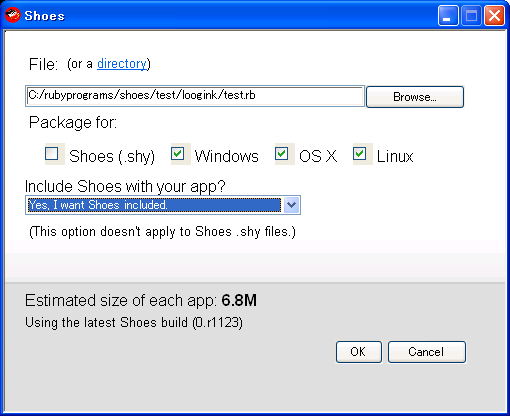 Shoes
File: (or a directory)
C:/rubyprograms/shoes/test/loogink/test.rb Browse...
Package for:
Shoes (.shy) Windows OS X Linux
Include Shoes with your app?
Yes, I want Shoes included.
(This option doesn't apply to Shoes .shy files.)
Estimated size of each app: 6.8M
Using the latest Shoes build (0.r1123)
OK Cancel